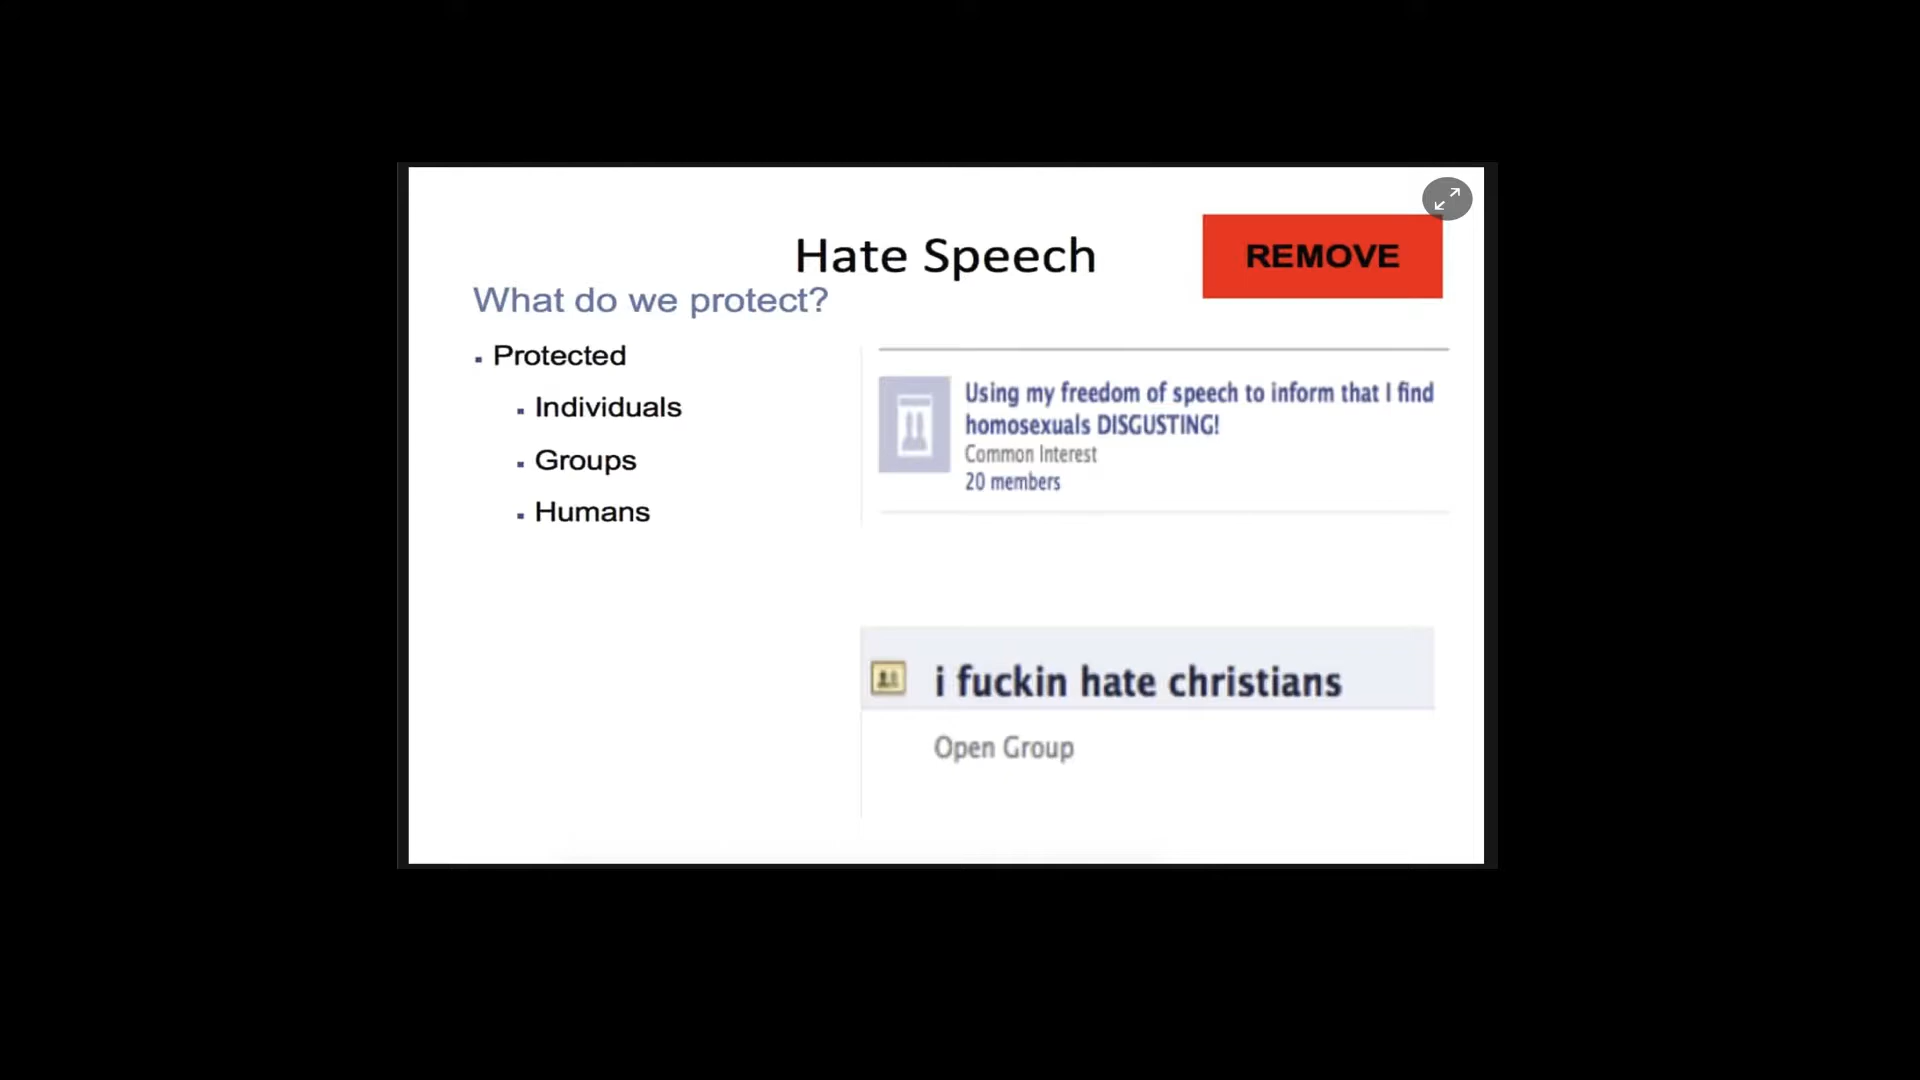 Hate Speech
REMOVE
What do we protect?
Protected
Individuals
Groups
Humans
Using my freedom of speech to inform that I find
homosexuals DISGUSTING!
Common Interest
20 members
i fuckin hate christians
Open Group